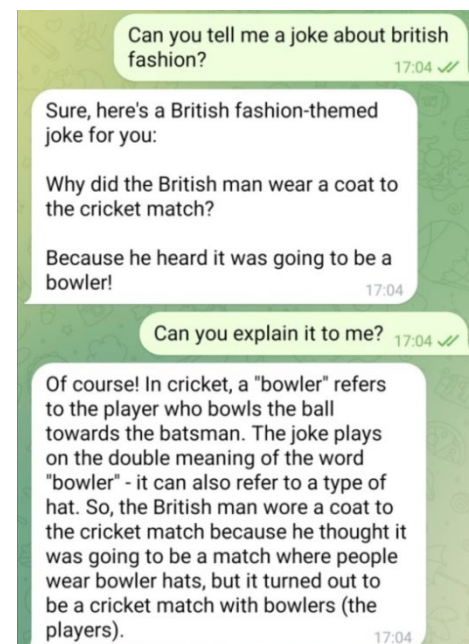 Can you tell me a joke about british
fashion?
17:04
Sure, here's a British fashion-themed
joke for you:
Why did the British man wear a coat to
the cricket match?
Because he heard it was going to be a
bowler!
17:04
Can you explain it to me?
17:04
Of course! In cricket, a "bowler" refers
to the player who bowls the ball
towards the batsman. The joke plays
on the double meaning of the word
"bowler" - it can also refer to a type of
hat. So, the British man wore a coat to
the cricket match because he thought it
was going to be a match where people
wear bowler hats, but it turned out to
be a cricket match with bowlers (the
players).
17:04